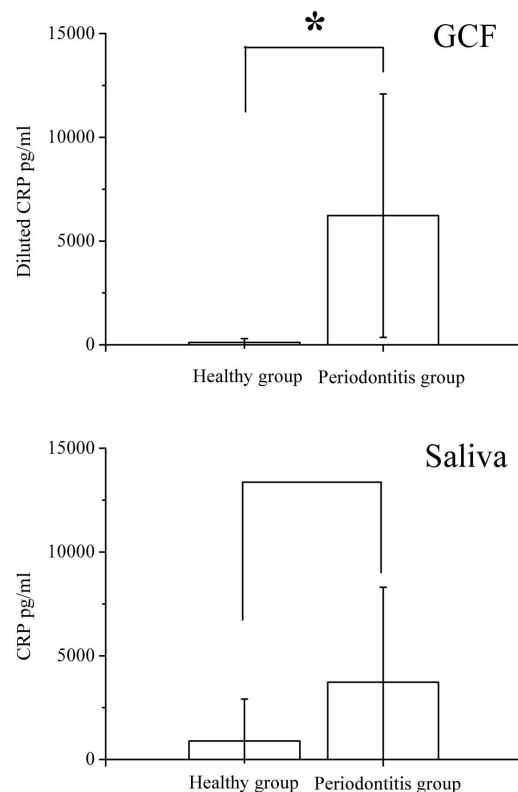 GCF
*
15000
10000
5000
0
Diluted CRP pg/ml
Healthy group Periodontitis group
Saliva
15000
10000
5000
0
CRP pg/ml
Healthy group Periodontitis group